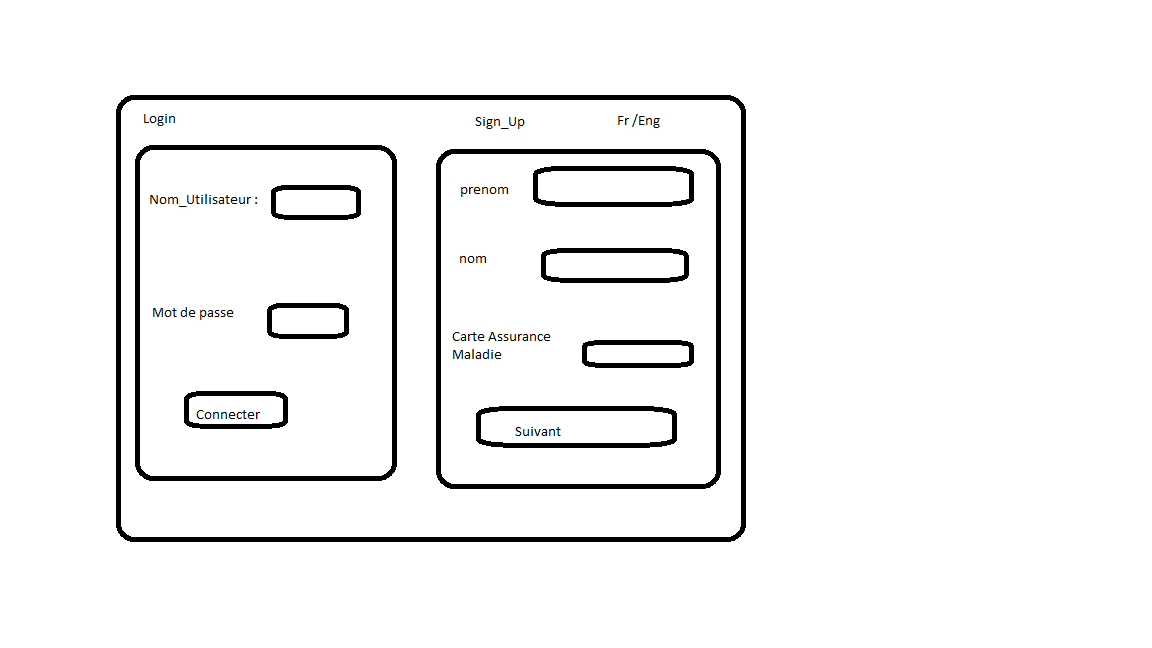 Login
Sign_Up
Fr /Eng
Nom_Utilisateur :
Mot de passe
Connecter
prenom
nom
Carte Assurance
Maladie
Suivant